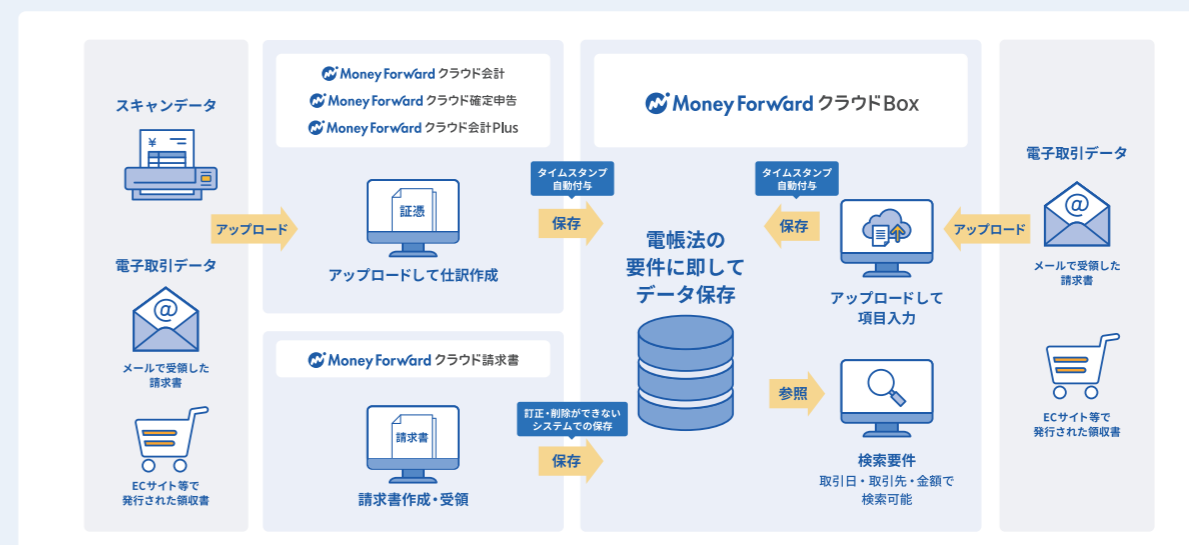 スキャンデータ
¥
電子取引データ
@
メールで受領した
請求書
ECサイト等で
発行された領収書
アップロード
Money Forward クラウド会計
Money Forward クラウド確定申告
Money Forward クラウド会計Plus
証憑
アップロードして仕訳作成
タイムスタンプ
自動付与
保存
Money Forward クラウド請求書
請求書
請求書作成・受領
訂正・削除ができない
システムでの保存
保存
Money Forward クラウドBox
電帳法の
要件に即して
データ保存
タイムスタンプ
自動付与
保存
アップロードして
項目入力
参照
検索要件
取引日・取引先・金額で
検索可能
アップロード
電子取引データ
@
メールで受領した
請求書
ECサイト等で
発行された領収書